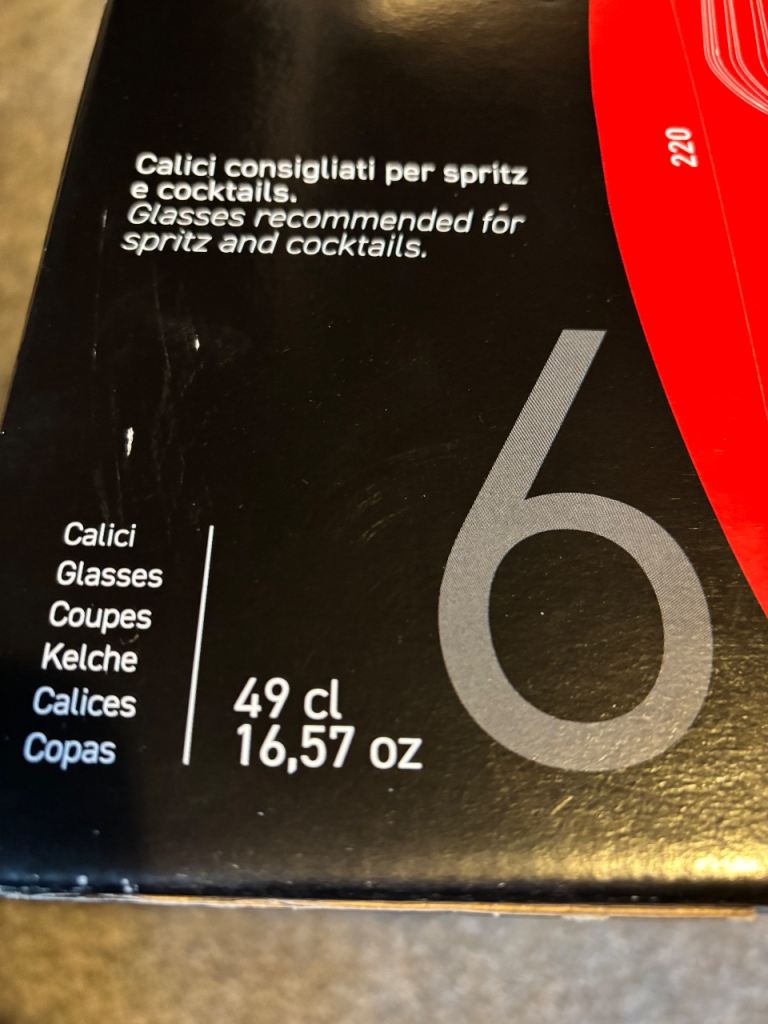 220
Calici consigliati per spritz
e cocktails.
Glasses recommended for
spritz and cocktails.
6
Calici
Glasses
Coupes
Kelche
Calices
Copas
49 cl
16,57 oz